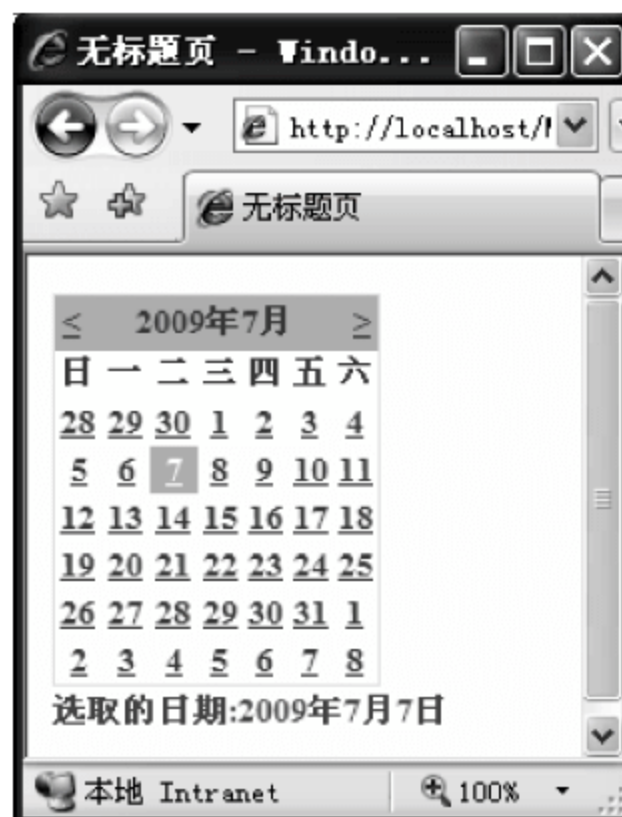 无标题页 - Windo...
http://localhost/
无标题页
< 2009年7月 >
日 一 二 三 四 五 六
28 29 30 1 2 3 4
5 6 7 8 9 10 11
12 13 14 15 16 17 18
19 20 21 22 23 24 25
26 27 28 29 30 31 1
2 3 4 5 6 7 8
选取的日期:2009年7月7日
本地 Intranet 100%